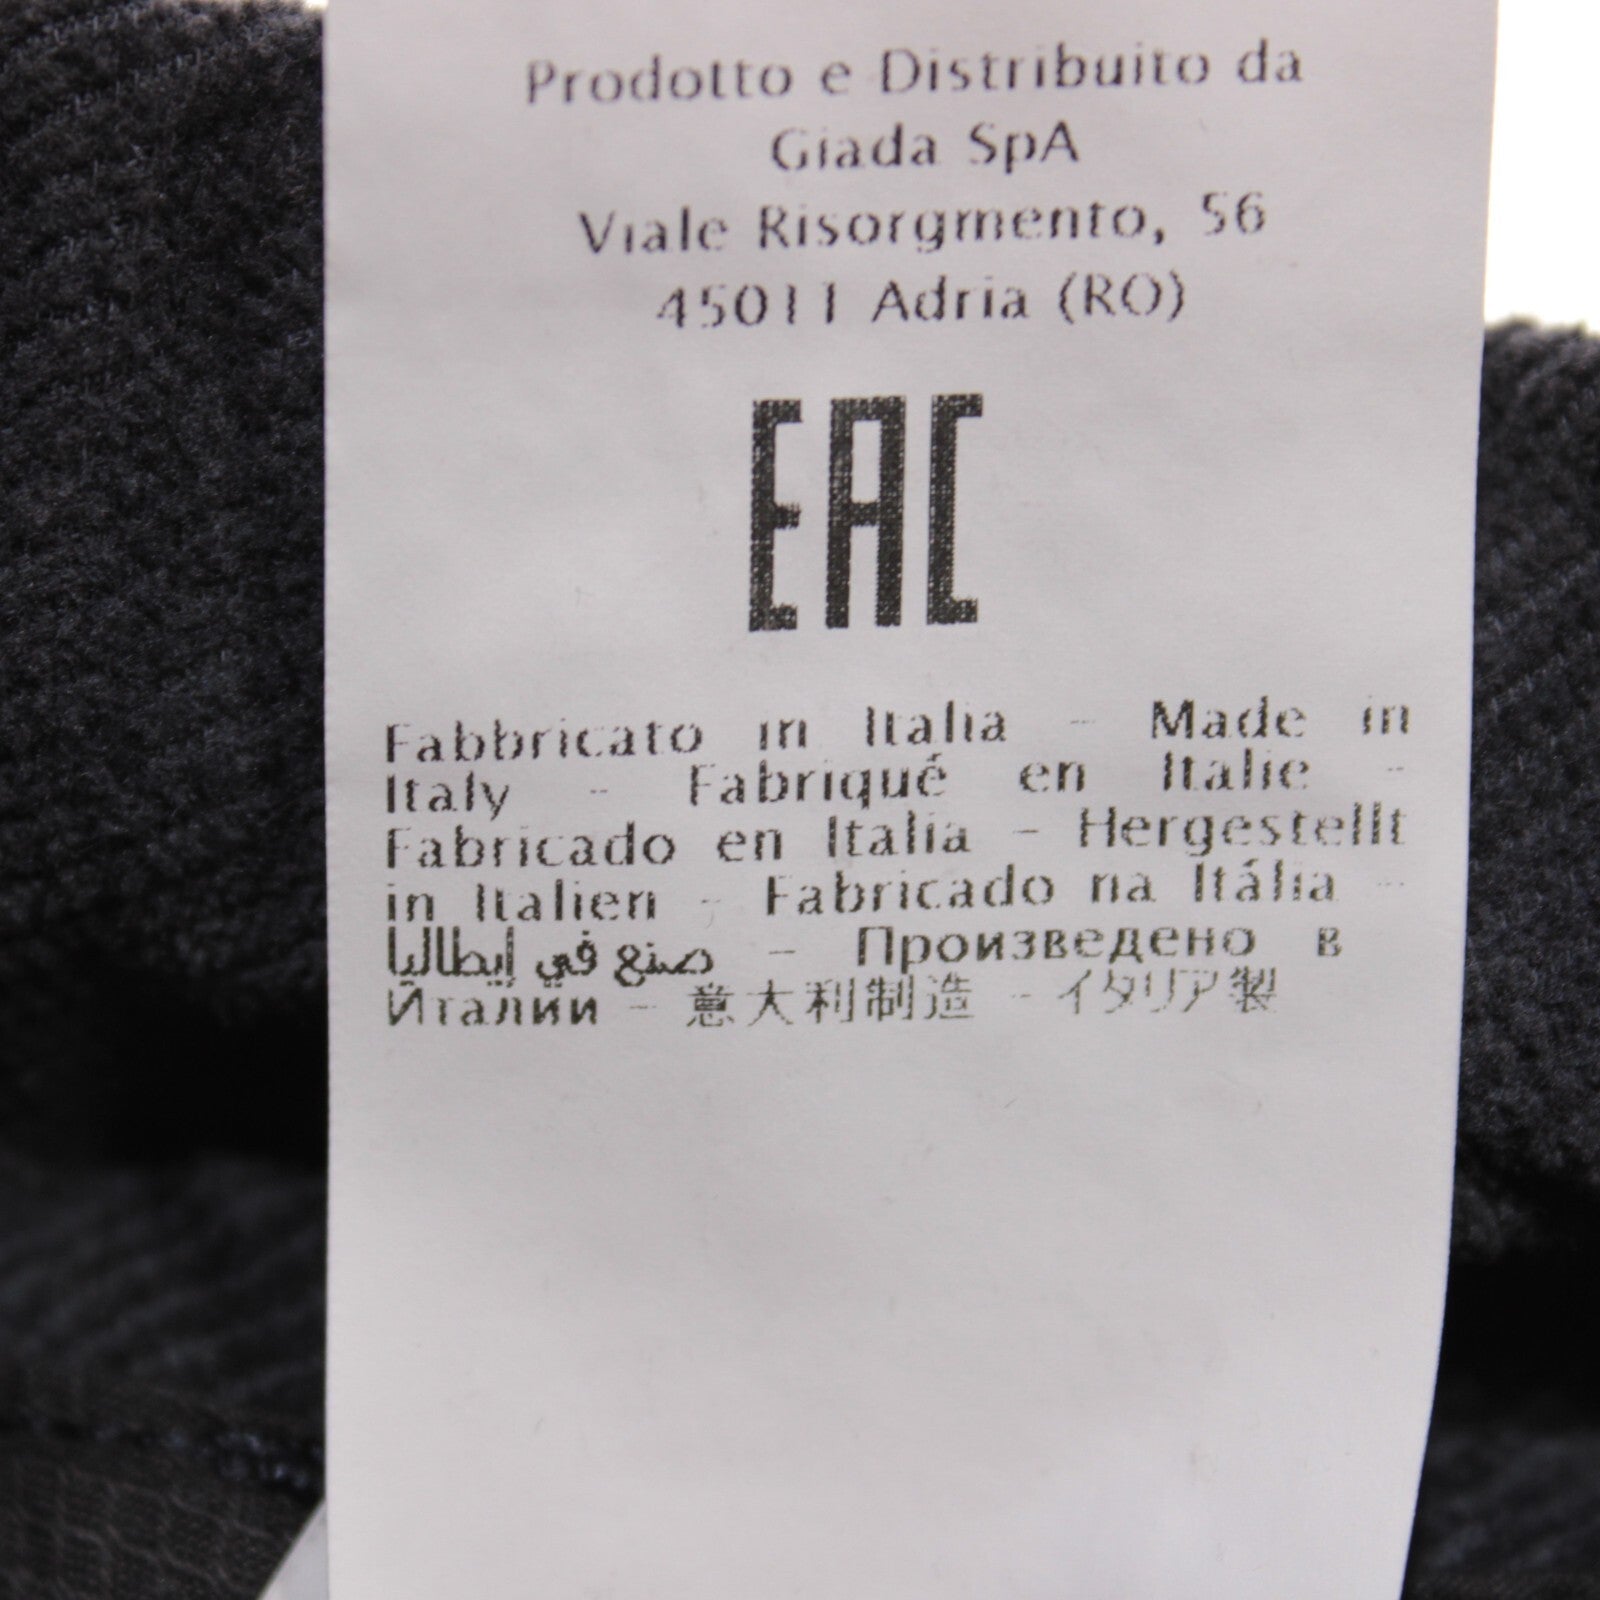 Prodotto e Distribuito da
Giada SpA
Viale Risorgmento, 56
45011 Adria (RO)
EAC
Fabbricato in Italia - Made in
Italy - Fabriqué en Italie -
Fabricado en Italia - Hergestellt
in Italien - Fabricado na Itália -
صنع في إيطاليا - Произведено в
Италии - 意大利制造 - イタリア製